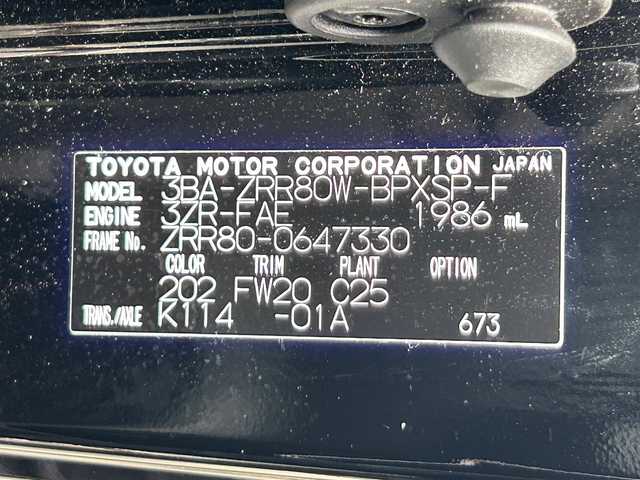 TOYOTA MOTOR CORPORATION JAPAN
MODEL 3BA-ZRR80W-BPXSP-F
ENGINE 3ZR-FAE 1986 mL
FRAME No. ZRR80-0647330
COLOR TRIM PLANT OPTION
202 FW20 C25
TRANS./AXLE K114 -01A 673